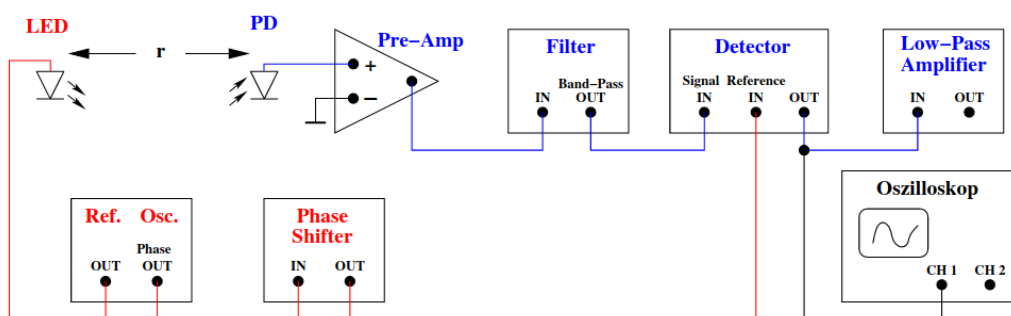 LED
r
PD
Pre-Amp
+
-
Filter
Band-Pass
IN OUT
Detector
Signal Reference
IN IN OUT
Low-Pass
Amplifier
IN OUT
Ref. Osc.
Phase
OUT OUT
Phase
Shifter
IN OUT
Oszilloskop
CH 1 CH 2